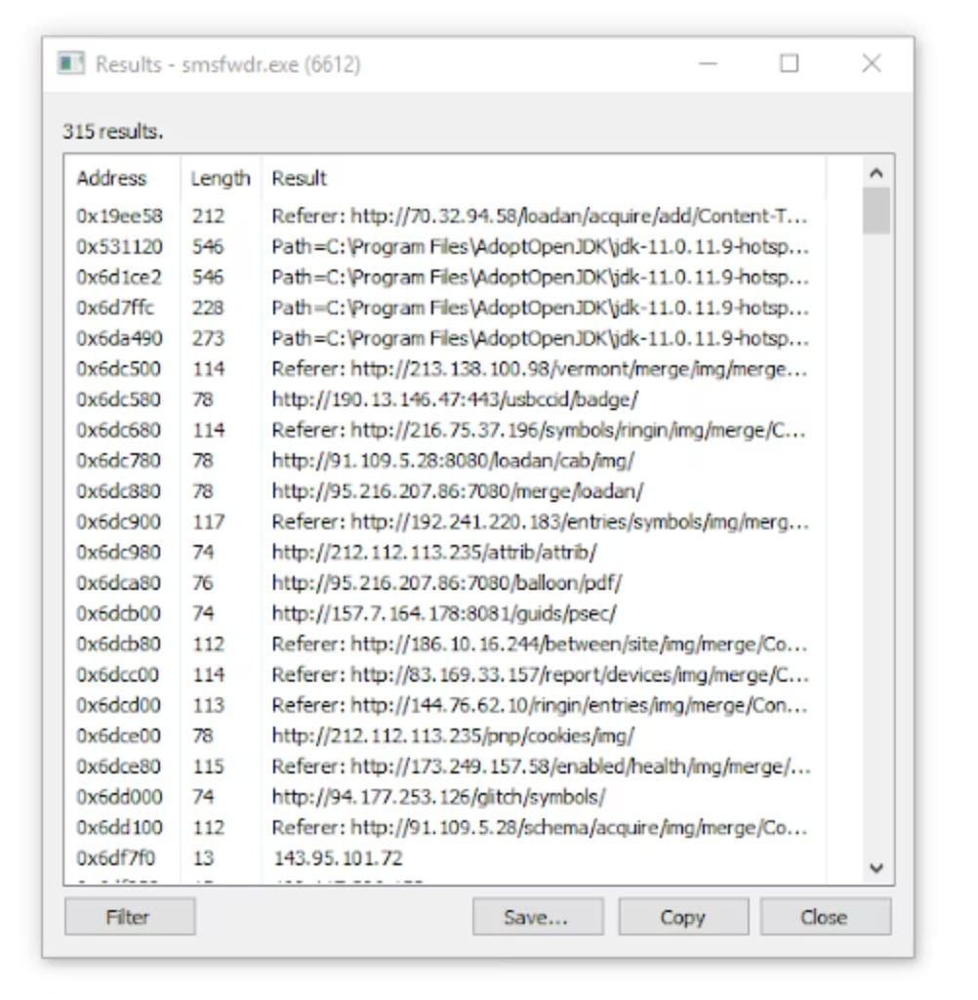 Results - smsfwdr.exe (6612)
315 results.
Address Length Result
0x19ee58 212 Referer: http://70.32.94.58/loadan/acquire/add/Content-T...
0x531120 546 Path=C:\Program Files\AdoptOpenJDK\jdk-11.0.11.9-hotsp...
0x6d1ce2 546 Path=C:\Program Files\AdoptOpenJDK\jdk-11.0.11.9-hotsp...
0x6d7ffc 228 Path=C:\Program Files\AdoptOpenJDK\jdk-11.0.11.9-hotsp...
0x6da490 273 Path=C:\Program Files\AdoptOpenJDK\jdk-11.0.11.9-hotsp...
0x6dc500 114 Referer: http://213.138.100.98/vermont/merge/img/merge...
0x6dc580 78 http://190.13.146.47:443/usbccid/badge/
0x6dc680 114 Referer: http://216.75.37.196/symbols/ringin/img/merge/C...
0x6dc780 78 http://91.109.5.28:8080/loadan/cab/img/
0x6dc880 78 http://95.216.207.86:7080/merge/loadan/
0x6dc900 117 Referer: http://192.241.220.183/entries/symbols/img/merg...
0x6dc980 74 http://212.112.113.235/attrib/attrib/
0x6dca80 76 http://95.216.207.86:7080/balloon/pdf/
0x6dcb00 74 http://157.7.164.178:8081/guids/psec/
0x6dcb80 112 Referer: http://186.10.16.244/between/site/img/merge/Co...
0x6dcc00 114 Referer: http://83.169.33.157/report/devices/img/merge/C...
0x6dcd00 113 Referer: http://144.76.62.10/ringin/entries/img/merge/Con...
0x6dce00 78 http://212.112.113.235/pnp/cookies/img/
0x6dce80 115 Referer: http://173.249.157.58/enabled/health/img/merge/...
0x6dd000 74 http://94.177.253.126/glitch/symbols/
0x6dd100 112 Referer: http://91.109.5.28/schema/acquire/img/merge/Co...
0x6df7f0 13 143.95.101.72
Filter Save... Copy Close